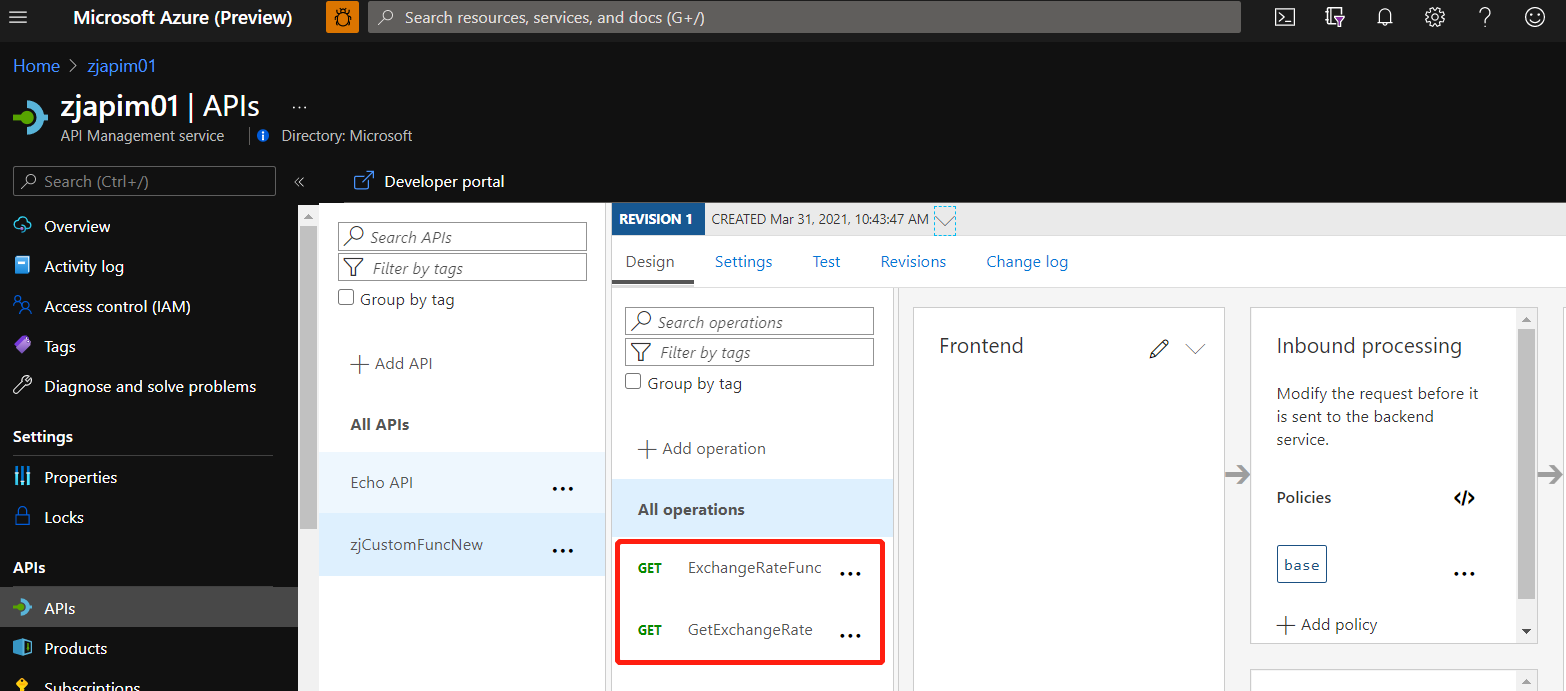 Microsoft Azure (Preview)
Search resources, services, and docs (G+/)
Home > zjapim01
zjapim01 | APIs ...
API Management service
Directory: Microsoft
Search (Ctrl+/)
«
Overview
Activity log
Access control (IAM)
Tags
Diagnose and solve problems
Settings
Properties
Locks
APIs
APIs
Products
Subscriptions
Developer portal
Search APIs
Filter by tags
Group by tag
+ Add API
All APIs
Echo API ...
zjCustomFuncNew ...
REVISION 1 CREATED Mar 31, 2021, 10:43:47 AM
Design Settings Test Revisions Change log
Search operations
Filter by tags
Group by tag
+ Add operation
All operations
GET ExchangeRateFunc ...
GET GetExchangeRate ...
Frontend
Inbound processing
Modify the request before it
is sent to the backend
service.
Policies </>
base ...
+ Add policy